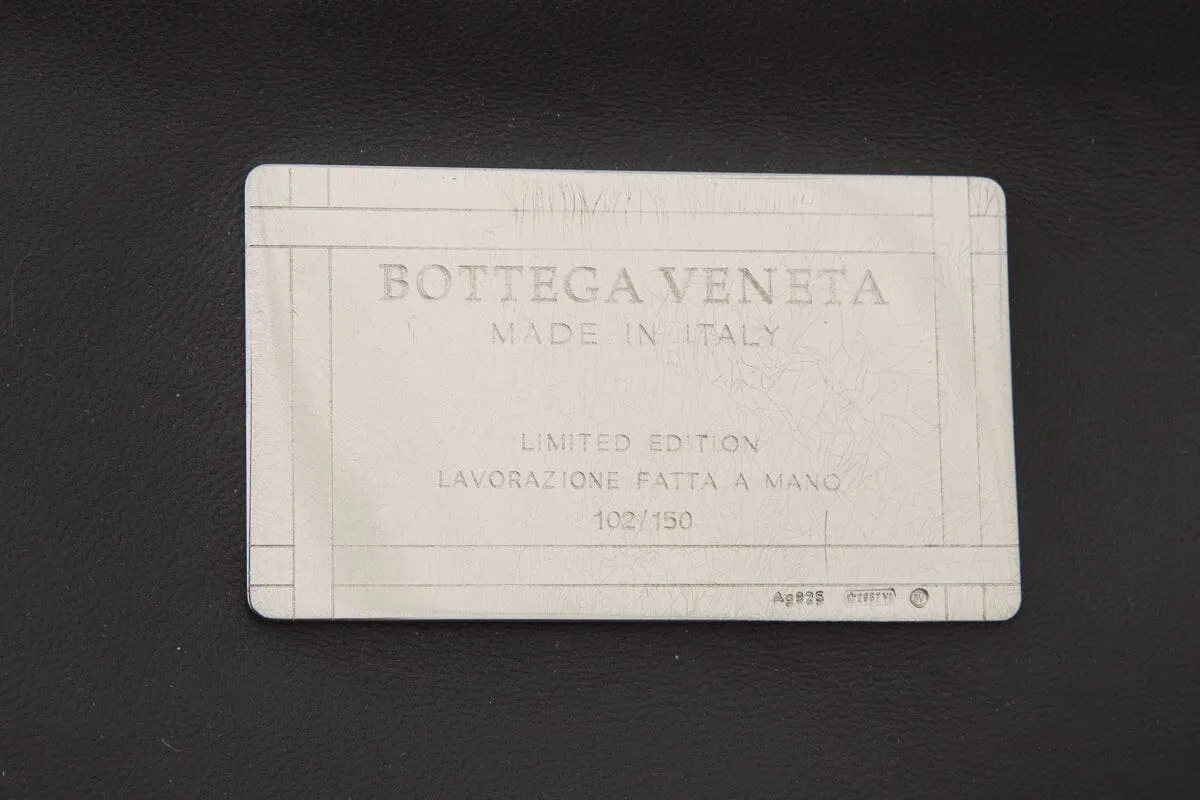 BOTTEGA VENETA
MADE IN ITALY
LIMITED EDITION
LAVORAZIONE FATTA A MANO
102/150
Ag925